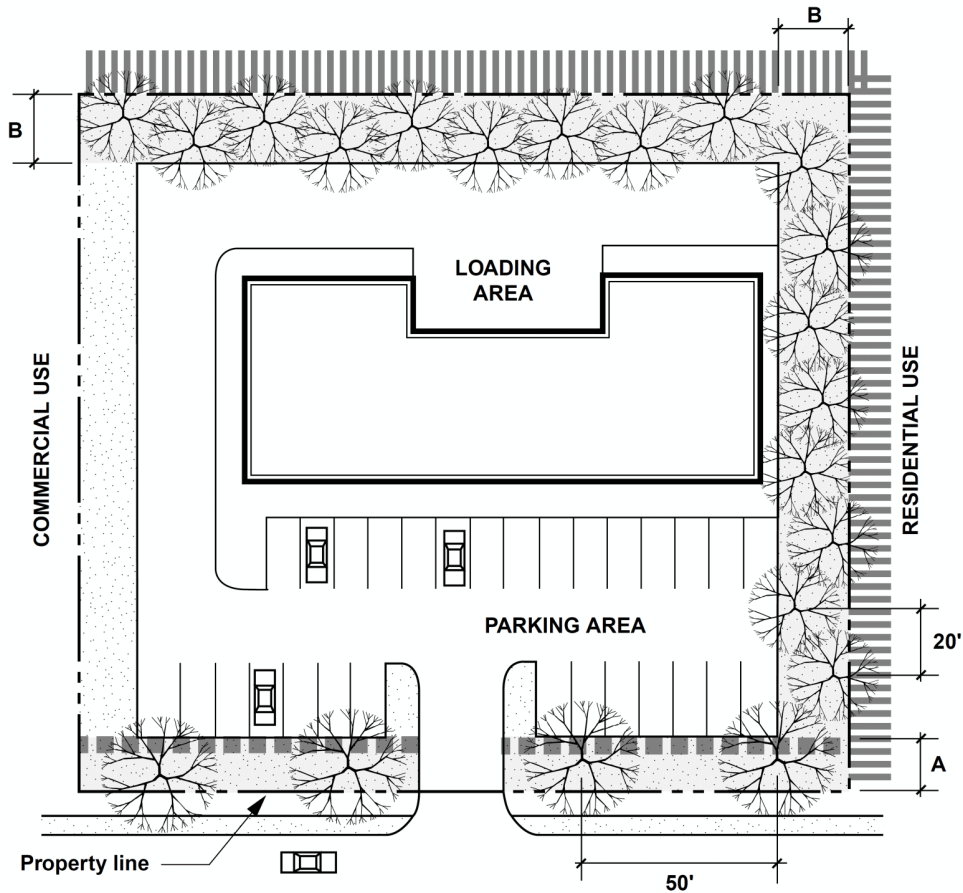 B
B
LOADING
AREA
COMMERCIAL USE
RESIDENTIAL USE
PARKING AREA
20'
A
Property line
50'